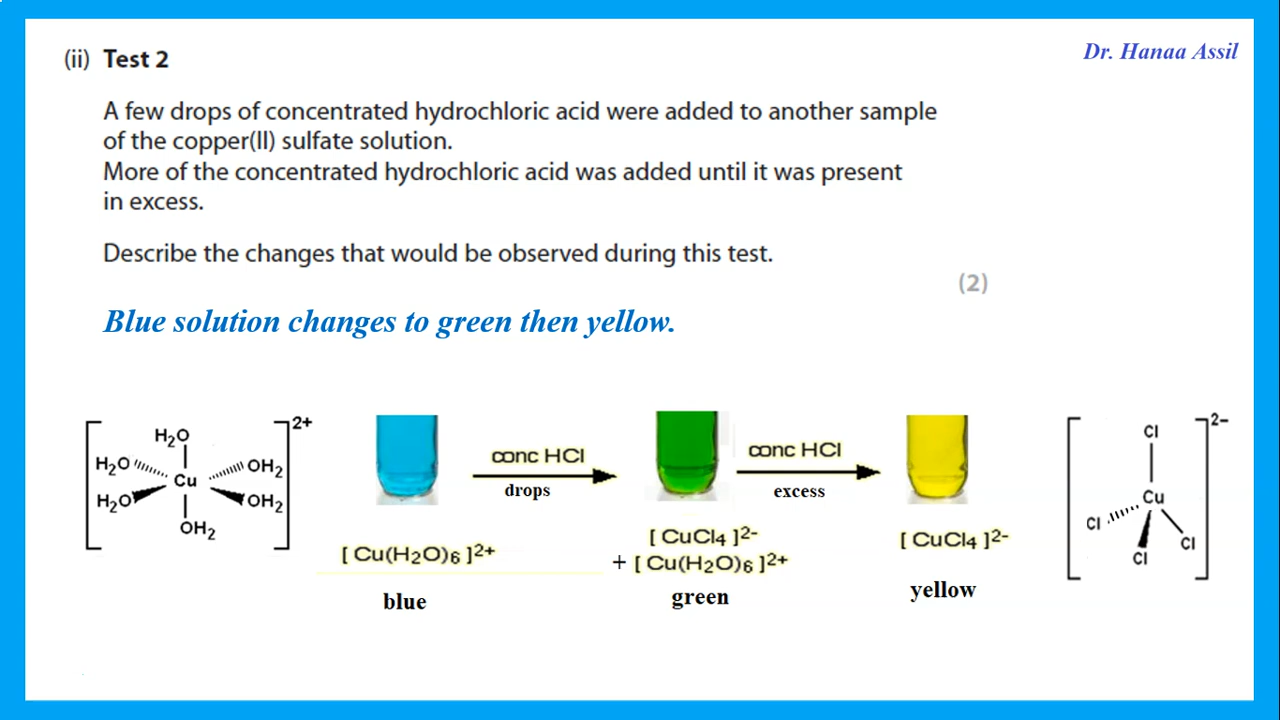 (ii) Test 2
Dr. Hanaa Assil
A few drops of concentrated hydrochloric acid were added to another sample
of the copper(II) sulfate solution.
More of the concentrated hydrochloric acid was added until it was present
in excess.
Describe the changes that would be observed during this test.
(2)
Blue solution changes to green then yellow.
2+
H2O
H2O
OH2
Cu
H2O
OH2
OH2
conc HCl
drops
conc HCl
excess
[ Cu(H2O)6 ]2+
blue
[ CuCl4 ]2-
+ [ Cu(H2O)6 ]2+
green
[ CuCl4 ]2-
yellow
2-
Cl
Cu
Cl
Cl
Cl